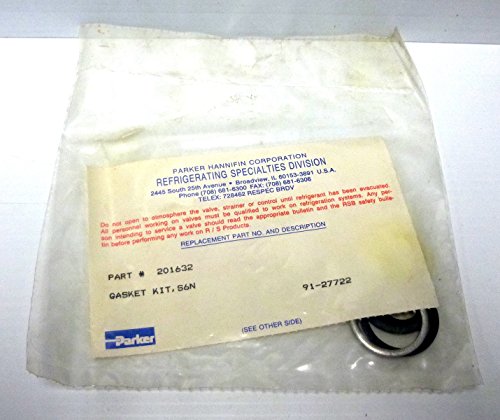 PARKER HANNIFIN CORPORATION
REFRIGERATING SPECIALTIES DIVISION
2445 South 25th Avenue • Broadview, IL 60153-3891 U.S.A.
Phone (708) 681-6300 FAX: (708) 681-6306
TELEX: 728462 RESPEC BRDV
Do not open to atmosphere the valve, strainer or control until refrigerant has been evacuated.
All personnel working on valves must be qualified to work on refrigeration systems. Any per-
son intending to service a valve should read the appropriate bulletin and the RSB safety bulle-
tin before performing any work on R / S Products.
REPLACEMENT PART NO. AND DESCRIPTION
PART # 201632
GASKET KIT,S6N 91-27722
Parker
(SEE OTHER SIDE)